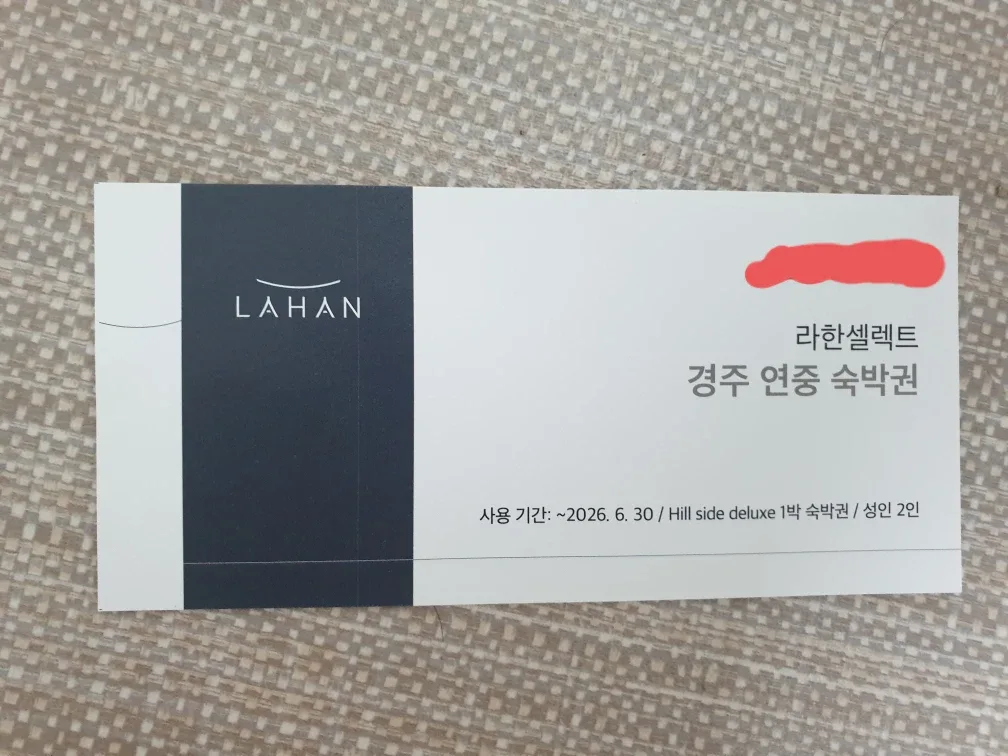 LAHAN
라한셀렉트
경주 연중 숙박권
사용 기간: ~2026. 6. 30 / Hill side deluxe 1박 숙박권 / 성인 2인